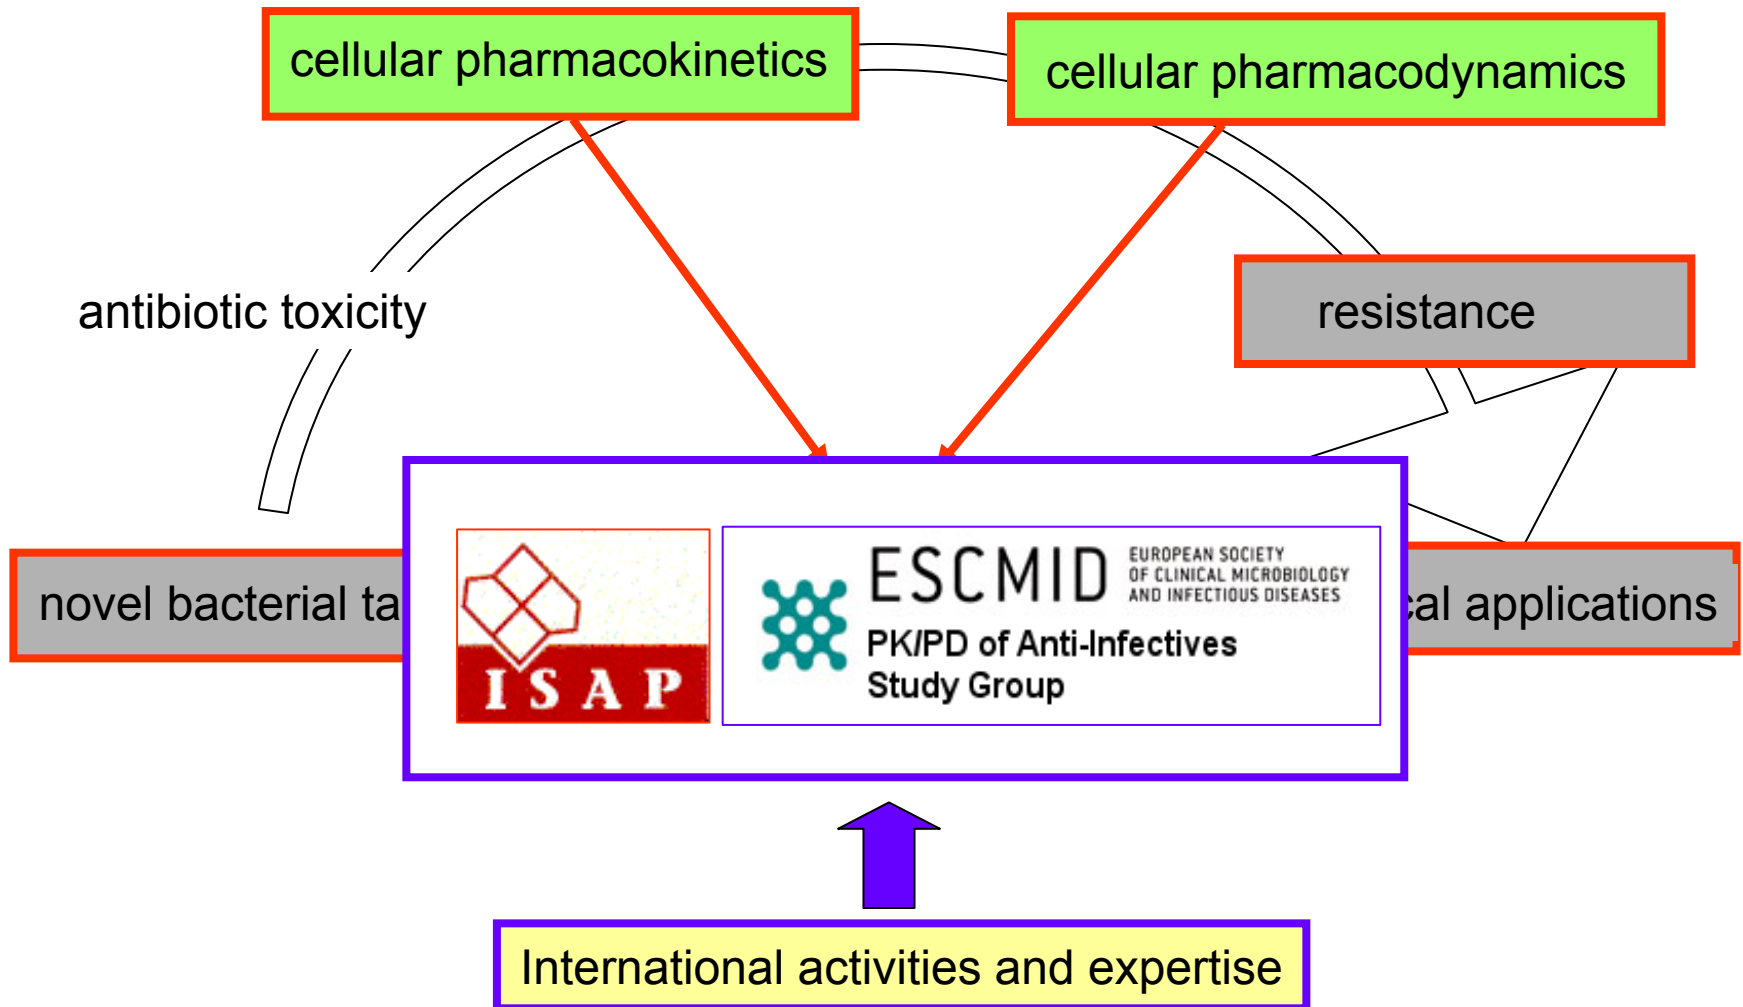 cellular pharmacokinetics
cellular pharmacodynamics
antibiotic toxicity
resistance
novel bacterial
cal applications
ISAP
ESCMID
EUROPEAN SOCIETY
OF CLINICAL MICROBIOLOGY
AND INFECTIOUS DISEASES
PK/PD of Anti-Infectives
Study Group
International activities and expertise